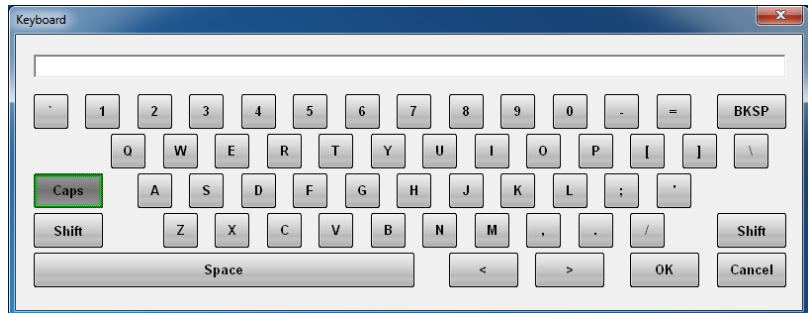 Keyboard
` 1 2 3 4 5 6 7 8 9 0 - = BKSP
Q W E R T Y U I O P [ ] \
Caps A S D F G H J K L ; '
Shift Z X C V B N M , . / Shift
Space < > OK Cancel